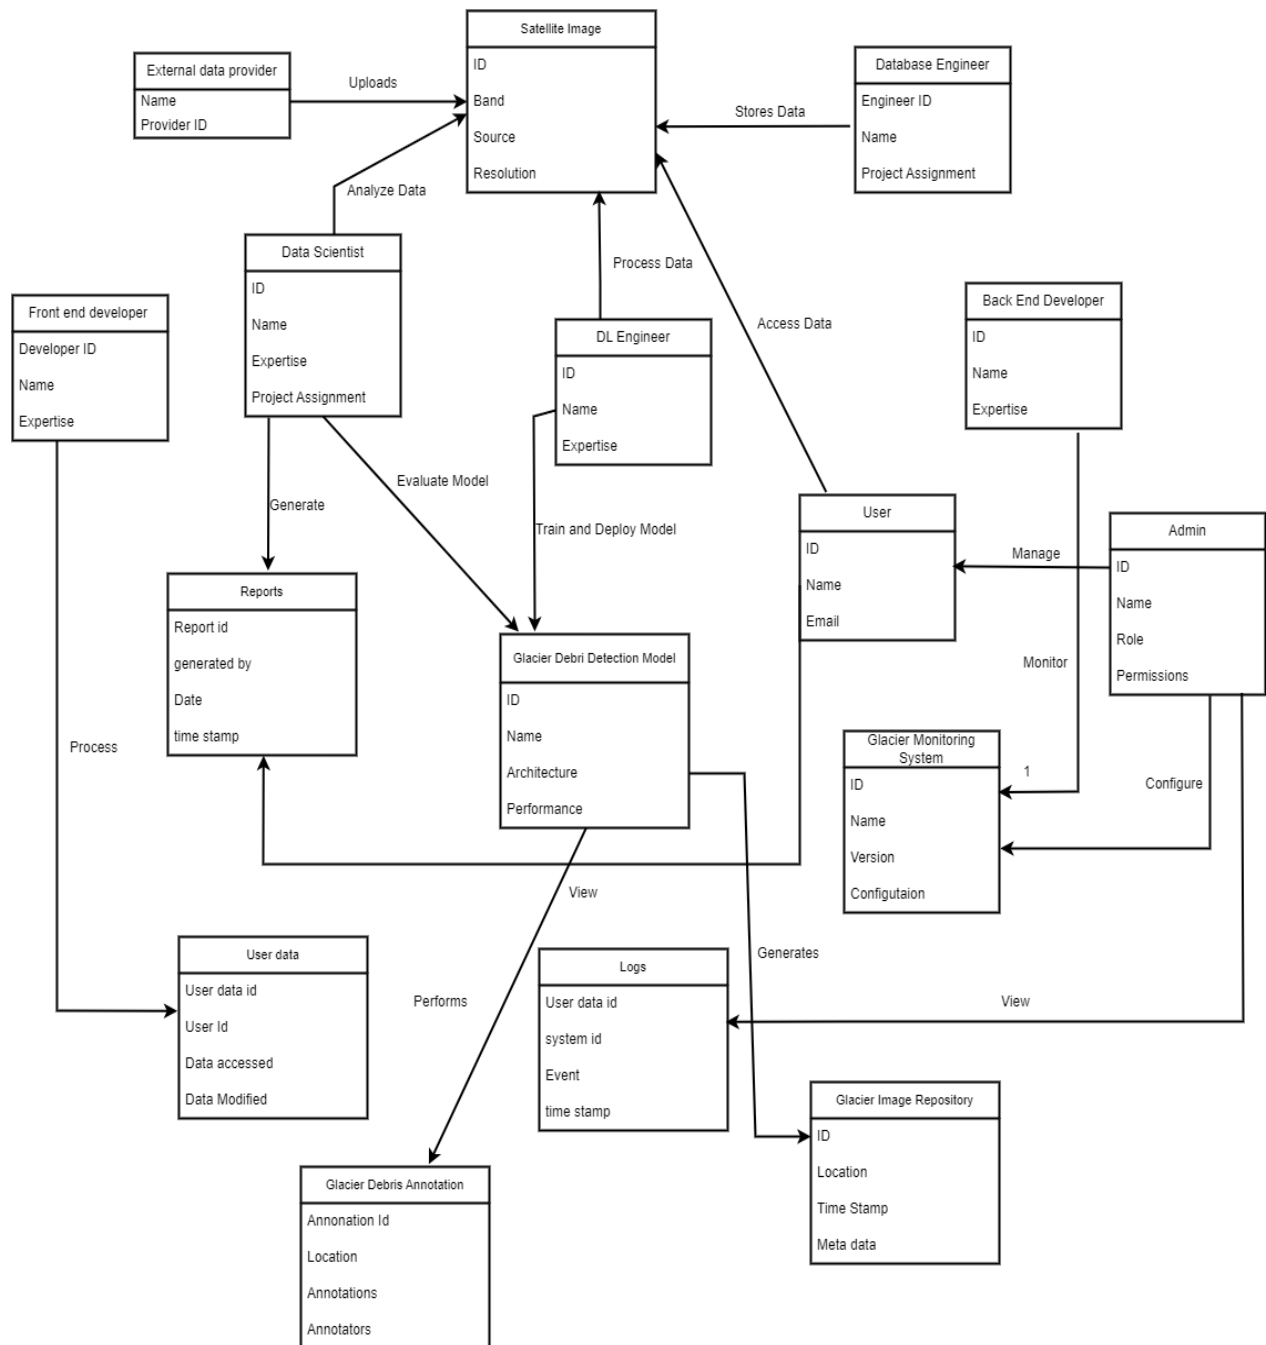 Satellite Image
ID
Band
Source
Resolution
External data provider
Name
Provider ID
Uploads
Database Engineer
Engineer ID
Name
Project Assignment
Stores Data
Analyze Data
Data Scientist
ID
Name
Expertise
Project Assignment
Process Data
Access Data
Front end developer
Developer ID
Name
Expertise
DL Engineer
ID
Name
Expertise
Back End Developer
ID
Name
Expertise
Evaluate Model
Generate
Train and Deploy Model
User
ID
Name
Email
Manage
Admin
ID
Name
Role
Permissions
Reports
Report id
generated by
Date
time stamp
Glacier Debri Detection Model
ID
Name
Architecture
Performance
Monitor
Process
Glacier Monitoring
System
ID
Name
Version
Configutaion
1
Configure
View
User data
User data id
User Id
Data accessed
Data Modified
Performs
Logs
User data id
system id
Event
time stamp
Generates
View
Glacier Image Repository
ID
Location
Time Stamp
Meta data
Glacier Debris Annotation
Annonation Id
Location
Annotations
Annotators